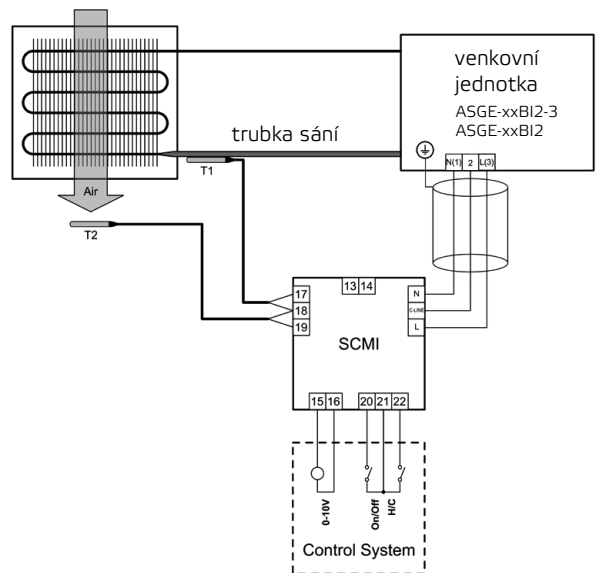 venkovní
jednotka
ASGE-xxBI2-3
ASGE-xxBI2
trubka sání
N(1) 2 L(3)
T1
Air
T2
13 14
17
18
19
N
C-LINE
L
SCMI
15 16 20 21 22
0-10V
On/Off
H/C
Control System